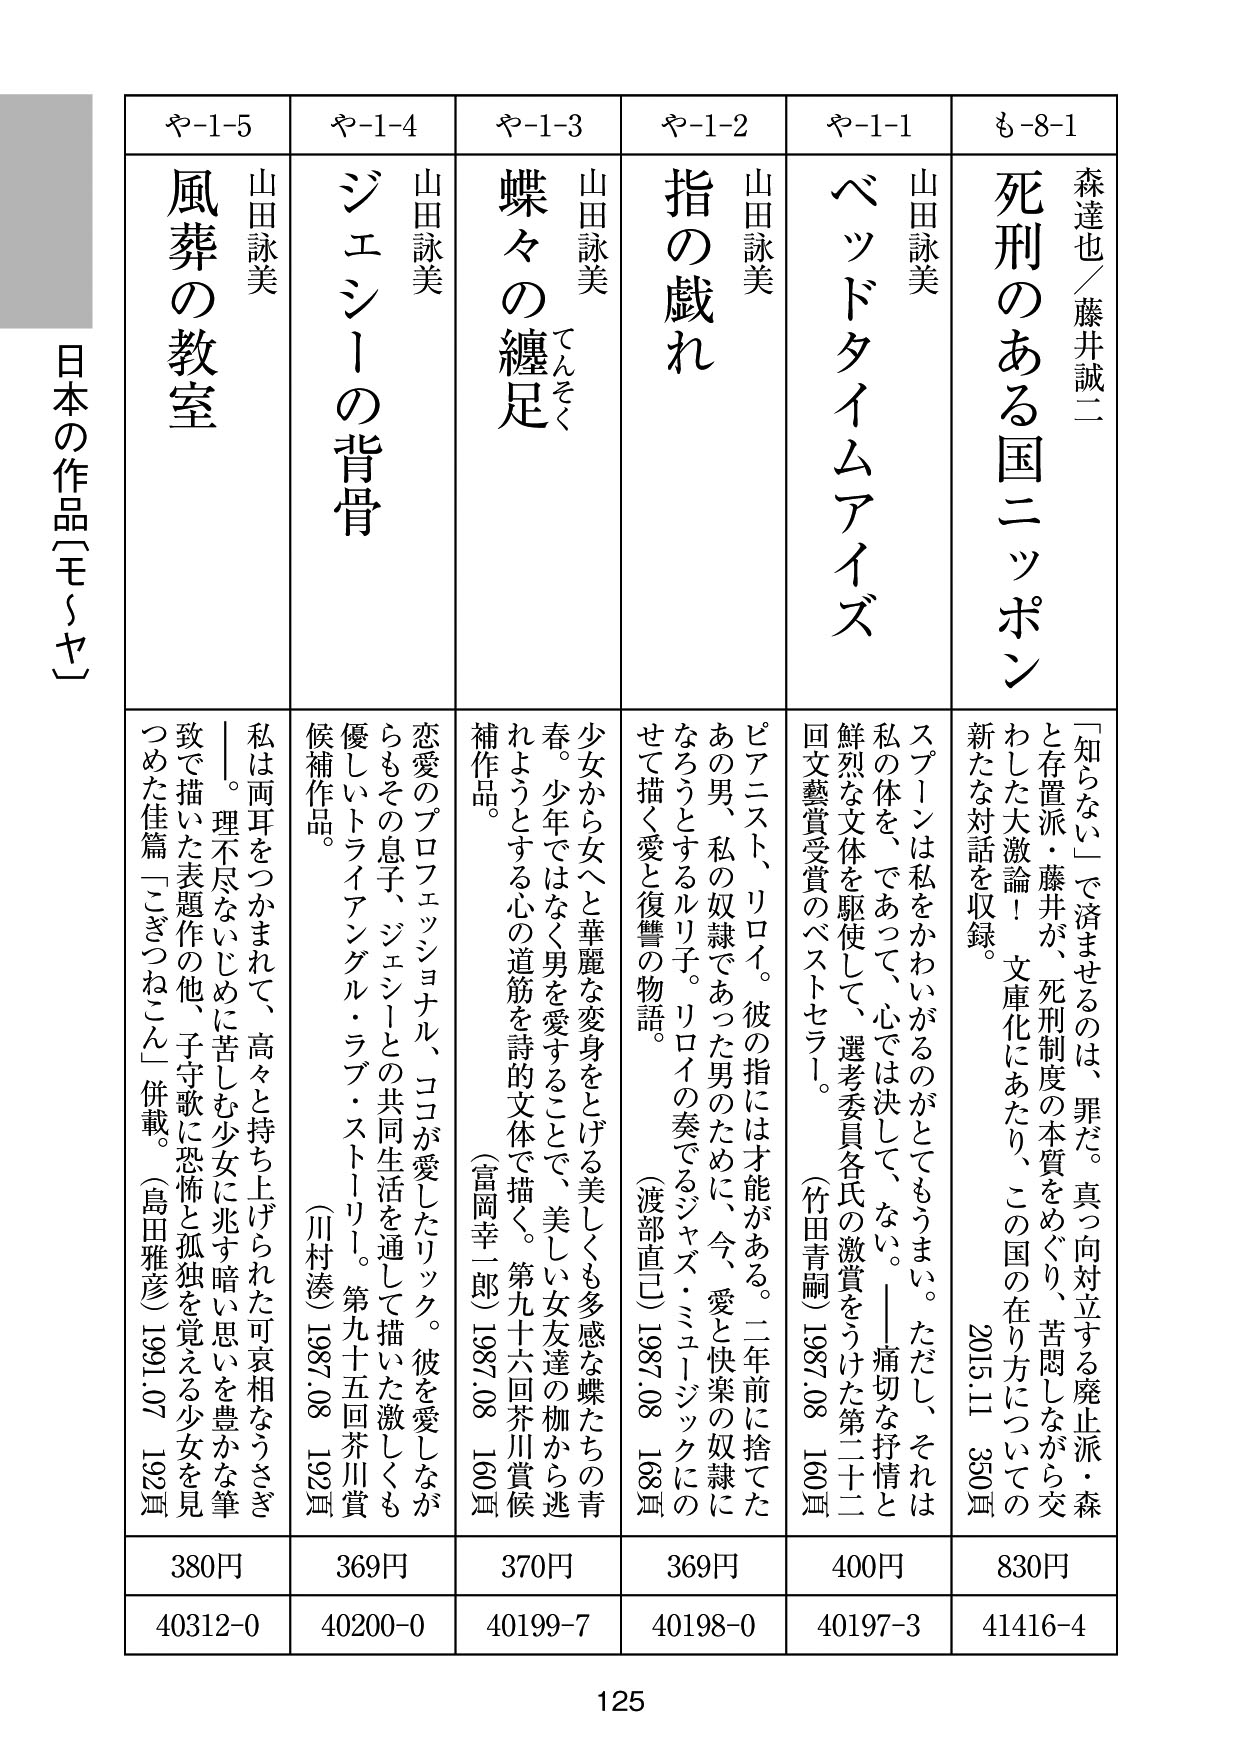 日本の作品〔モ〜ヤ〕
も-8-1
森達也／藤井誠二
死刑のある国ニッポン
「知らない」で済ませるのは、罪だ。真っ向対立する廃止派・森
と存置派・藤井が、死刑制度の本質をめぐり、苦悶しながら交
わした大激論！　文庫化にあたり、この国の在り方についての
新たな対話を収録。　2015.11　350頁
830円
41416-4
や-1-1
山田詠美
ベッドタイムアイズ
スプーンは私をかわいがるのがとてもうまい。ただし、それは
私の体を、であって、心では決して、ない。――痛切な抒情と
鮮烈な文体を駆使して、選考委員各氏の激賞をうけた第二十二
回文藝賞受賞のベストセラー。　（竹田青嗣）1987.08　160頁
400円
40197-3
や-1-2
山田詠美
指の戯れ
ピアニスト、リロイ。彼の指には才能がある。二年前に捨てた
あの男、私の奴隷であった男のために、今、愛と快楽の奴隷に
なろうとするルリ子。リロイの奏でるジャズ・ミュージックにの
せて描く愛と復讐の物語。　（渡部直己）1987.08　168頁
369円
40198-0
や-1-3
山田詠美
蝶々の纏足
てんそく
少女から女へと華麗な変身をとげる美しくも多感な蝶たちの青
春。少年ではなく男を愛することで、美しい女友達の枷から逃
れようとする心の道筋を詩的文体で描く。第九十六回芥川賞候
補作品。　（富岡幸一郎）1987.08　160頁
370円
40199-7
や-1-4
山田詠美
ジェシーの背骨
恋愛のプロフェッショナル、ココが愛したリック。彼を愛しなが
らもその息子、ジェシーとの共同生活を通して描いた激しくも
優しいトライアングル・ラブ・ストーリー。第九十五回芥川賞
候補作品。　（川村湊）1987.08　192頁
369円
40200-0
や-1-5
山田詠美
風葬の教室
私は両耳をつかまれて、高々と持ち上げられた可哀相なうさぎ
――。理不尽ないじめに苦しむ少女に兆す暗い思いを豊かな筆
致で描いた表題作の他、子守歌に恐怖と孤独を覚える少女を見
つめた佳篇「こぎつねこん」併載。　（島田雅彦）1991.07　192頁
380円
40312-0
125